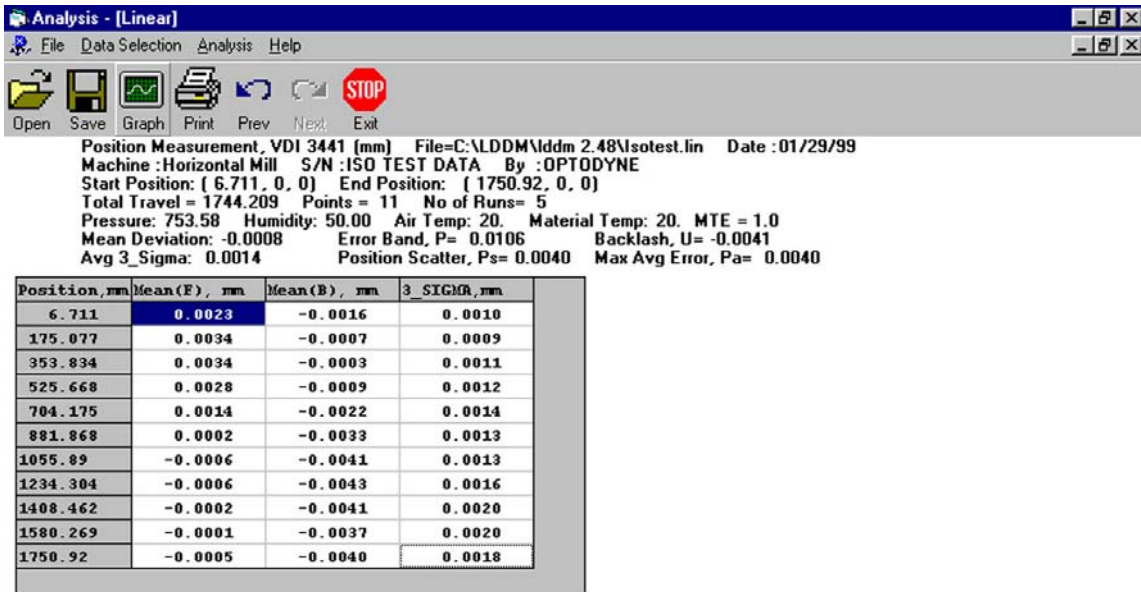 Analysis - [Linear]
File Data Selection Analysis Help
Open Save Graph Print Prev Next Exit
STOP
Position Measurement, VDI 3441 (mm) File=C:\LDDM\lddm 2.48\Isotest.lin Date :01/29/99
Machine :Horizontal Mill S/N :ISO TEST DATA By :OPTODYNE
Start Position: ( 6.711, 0, 0) End Position: ( 1750.92, 0, 0)
Total Travel = 1744.209 Points = 11 No of Runs= 5
Pressure: 753.58 Humidity: 50.00 Air Temp: 20. Material Temp: 20. MTE = 1.0
Mean Deviation: -0.0008 Error Band, P= 0.0106 Backlash, U= -0.0041
Avg 3_Sigma: 0.0014 Position Scatter, Ps= 0.0040 Max Avg Error, Pa= 0.0040
Position,mm Mean(F), mm Mean(B), mm 3_SIGMA,mm
6.711 0.0023 -0.0016 0.0010
175.077 0.0034 -0.0007 0.0009
353.834 0.0034 -0.0003 0.0011
525.668 0.0028 -0.0009 0.0012
704.175 0.0014 -0.0022 0.0014
881.868 0.0002 -0.0033 0.0013
1055.89 -0.0006 -0.0041 0.0013
1234.304 -0.0006 -0.0043 0.0016
1408.462 -0.0002 -0.0041 0.0020
1580.269 -0.0001 -0.0037 0.0020
1750.92 -0.0005 -0.0040 0.0018